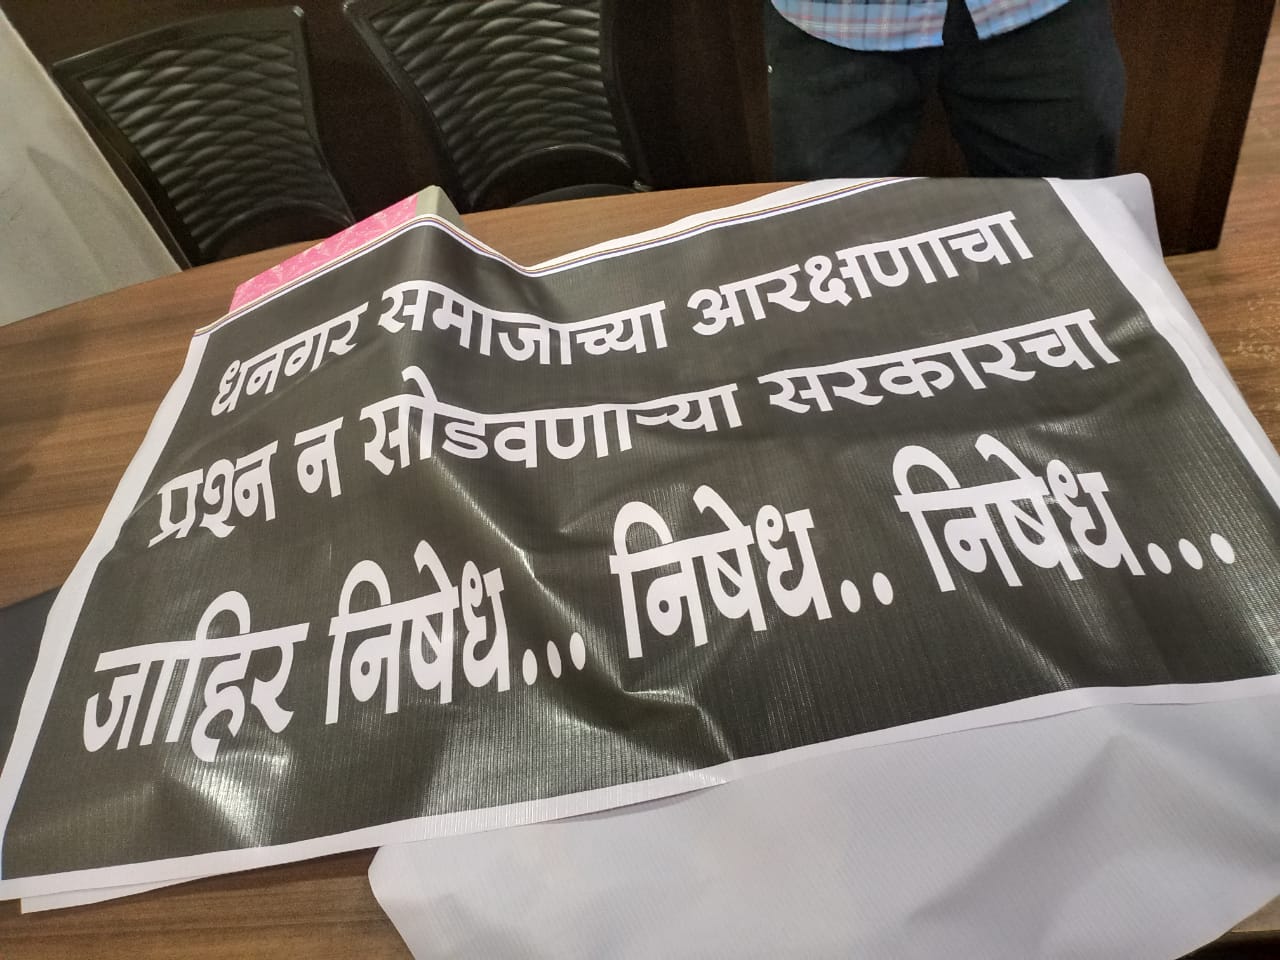 धनगर समाजाच्या आरक्षणाचा
प्रश्न न सोडवणाऱ्या सरकारचा
जाहिर निषेध... निषेध.. निषेध...